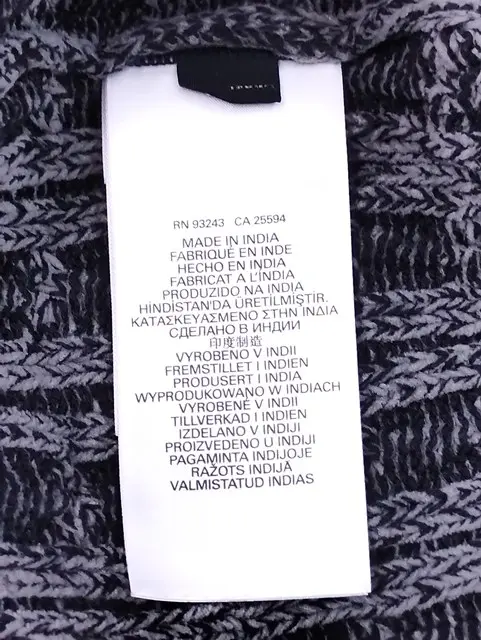 RN 93243 CA 25594
MADE IN INDIA
FABRIQUÉ EN INDE
HECHO EN INDIA
FABRICAT A L'ÍNDIA
PRODUZIDO NA INDIA
HİNDİSTAN'DA ÜRETİLMİŞTİR.
ΚΑΤΑΣΚΕΥΑΣΜΕΝΟ ΣΤΗΝ ΙΝΔΙΑ
СДЕЛАНО В ИНДИИ
印度制造
VYROBENO V INDII
FREMSTILLET I INDIEN
PRODUSERT I INDIA
WYPRODUKOWANO W INDIACH
VYROBENÉ V INDII
TILLVERKAD I INDIEN
IZDELANO V INDIJI
PROIZVEDENO U INDIJI
PAGAMINTA INDIJOJE
RAŽOTS INDIJĀ
VALMISTATUD INDIAS